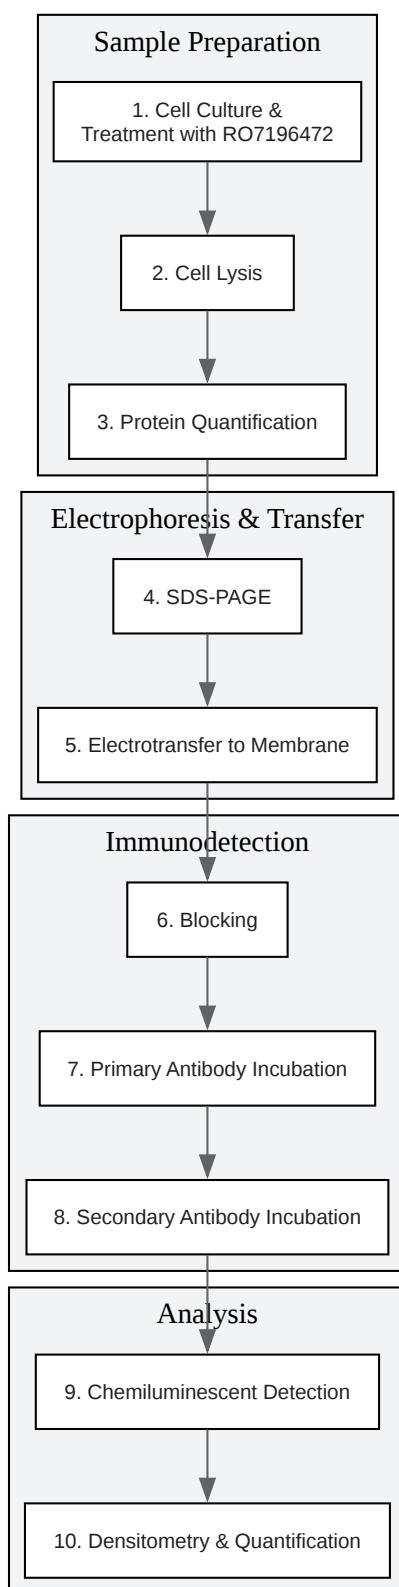 Sample Preparation
1. Cell Culture &
Treatment with RO7196472
2. Cell Lysis
3. Protein Quantification
Electrophoresis & Transfer
4. SDS-PAGE
5. Electrotransfer to Membrane
Immunodetection
6. Blocking
7. Primary Antibody Incubation
8. Secondary Antibody Incubation
Analysis
9. Chemiluminescent Detection
10. Densitometry & Quantification